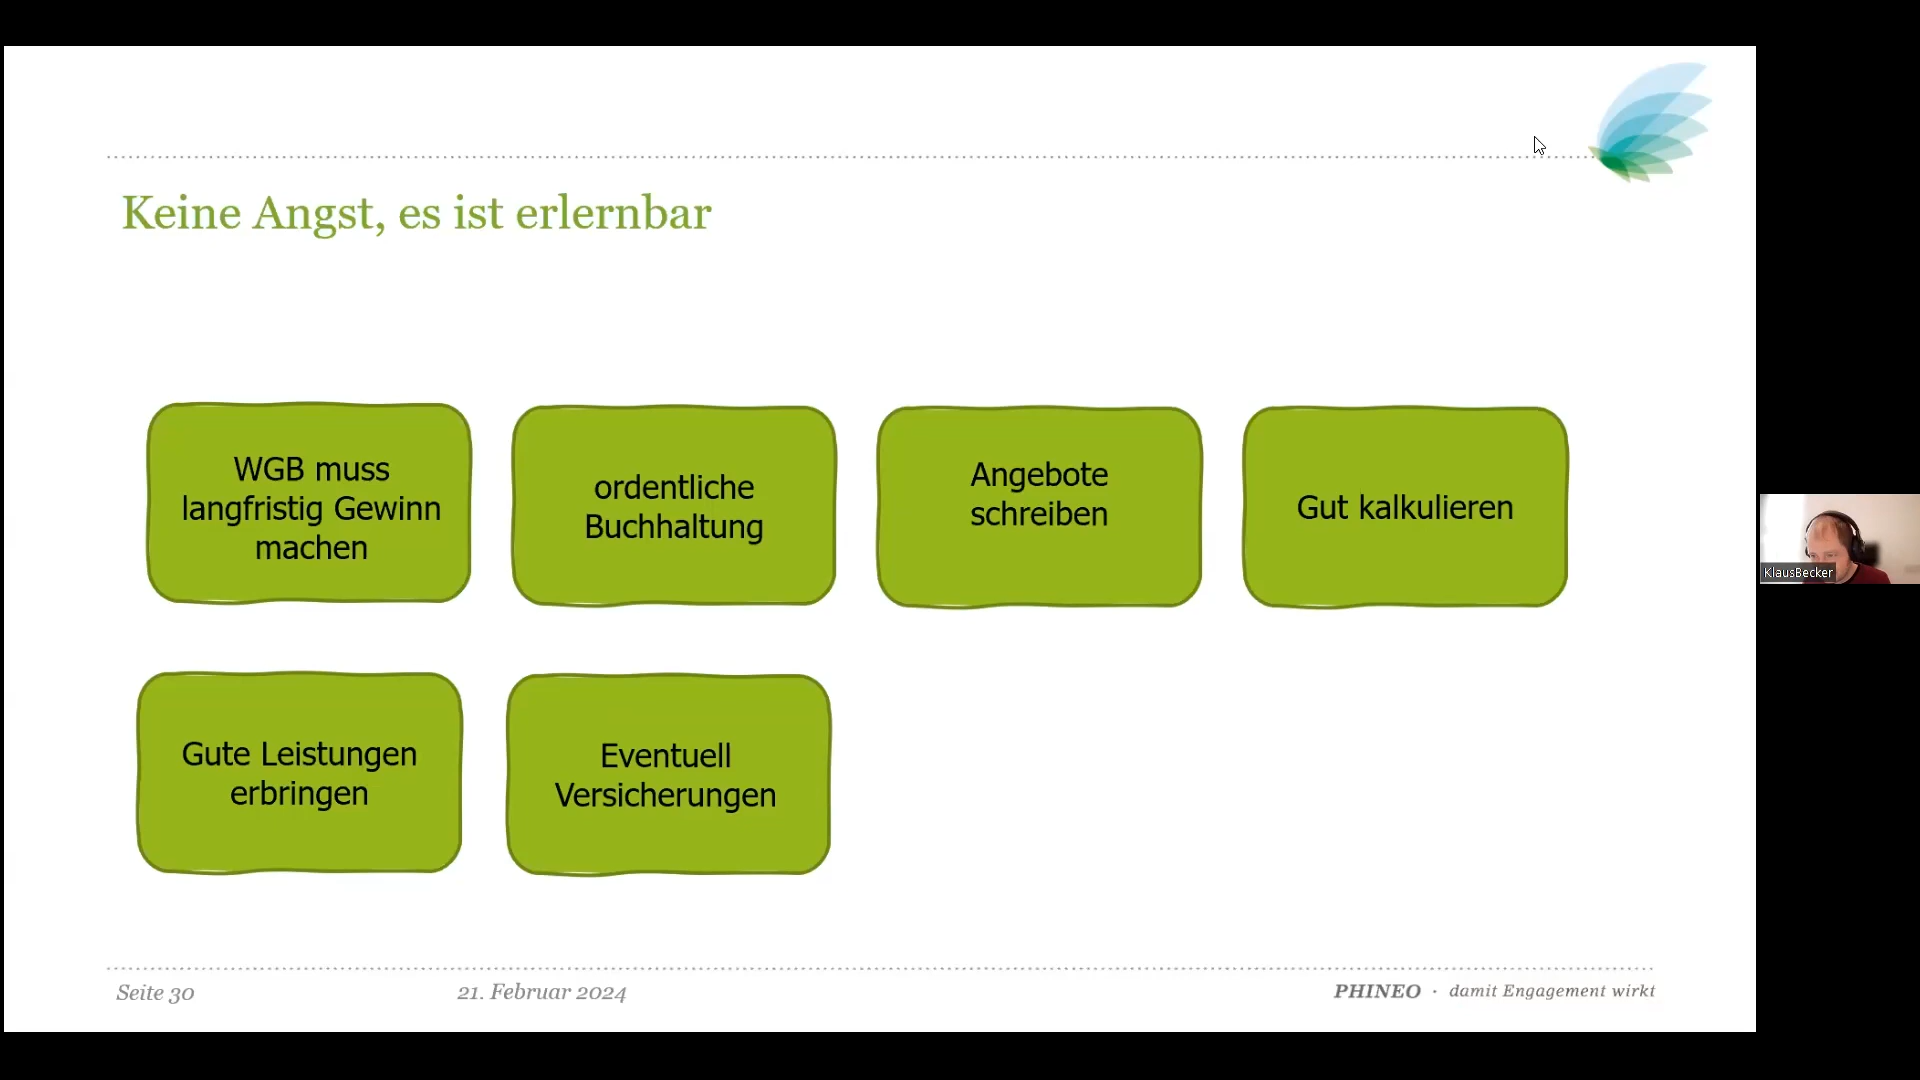 Keine Angst, es ist erlernbar
WGB muss
langfristig Gewinn
machen
ordentliche
Buchhaltung
Angebote
schreiben
Gut kalkulieren
Gute Leistungen
erbringen
Eventuell
Versicherungen
KlausBecker
Seite 30
21. Februar 2024
PHINEO · damit Engagement wirkt